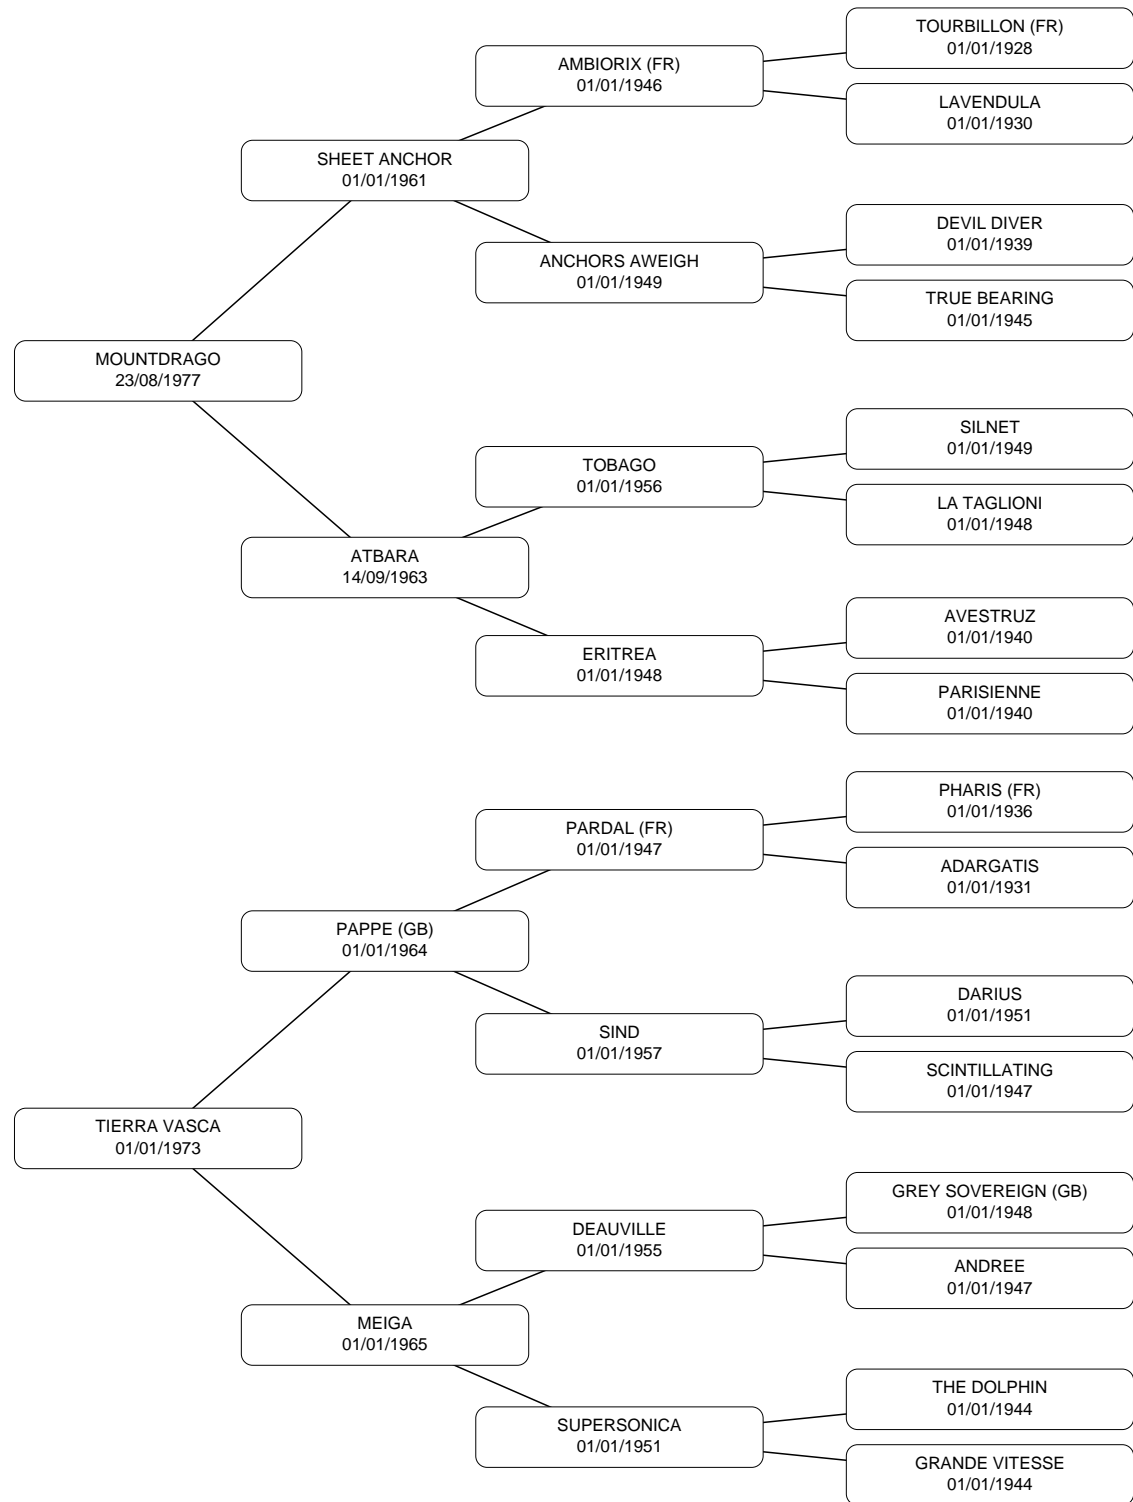 TOURBILLON (FR)
01/01/1928
AMBIORIX (FR)
01/01/1946
LAVENDULA
01/01/1930
SHEET ANCHOR
01/01/1961
DEVIL DIVER
01/01/1939
ANCHORS AWEIGH
01/01/1949
TRUE BEARING
01/01/1945
MOUNTDRAGO
23/08/1977
SILNET
01/01/1949
TOBAGO
01/01/1956
LA TAGLIONI
01/01/1948
ATBARA
14/09/1963
AVESTRUZ
01/01/1940
ERITREA
01/01/1948
PARISIENNE
01/01/1940
PHARIS (FR)
01/01/1936
PARDAL (FR)
01/01/1947
ADARGATIS
01/01/1931
PAPPE (GB)
01/01/1964
DARIUS
01/01/1951
SIND
01/01/1957
SCINTILLATING
01/01/1947
TIERRA VASCA
01/01/1973
GREY SOVEREIGN (GB)
01/01/1948
DEAUVILLE
01/01/1955
ANDREE
01/01/1947
MEIGA
01/01/1965
THE DOLPHIN
01/01/1944
SUPERSONICA
01/01/1951
GRANDE VITESSE
01/01/1944